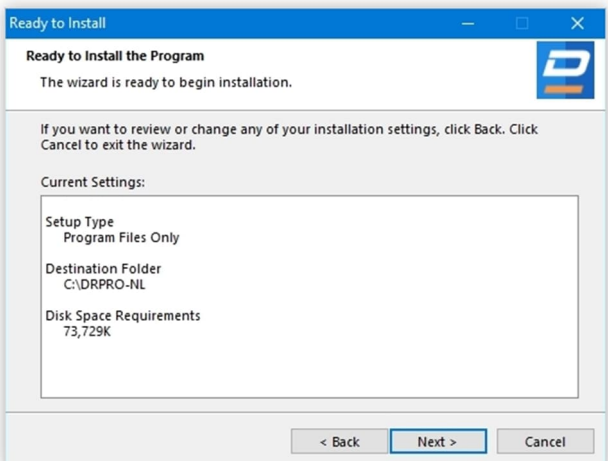 Ready to Install
Ready to Install the Program
The wizard is ready to begin installation.
If you want to review or change any of your installation settings, click Back. Click
Cancel to exit the wizard.
Current Settings:
Setup Type
Program Files Only
Destination Folder
C:\DRPRO-NL
Disk Space Requirements
73,729K
< Back
Next >
Cancel